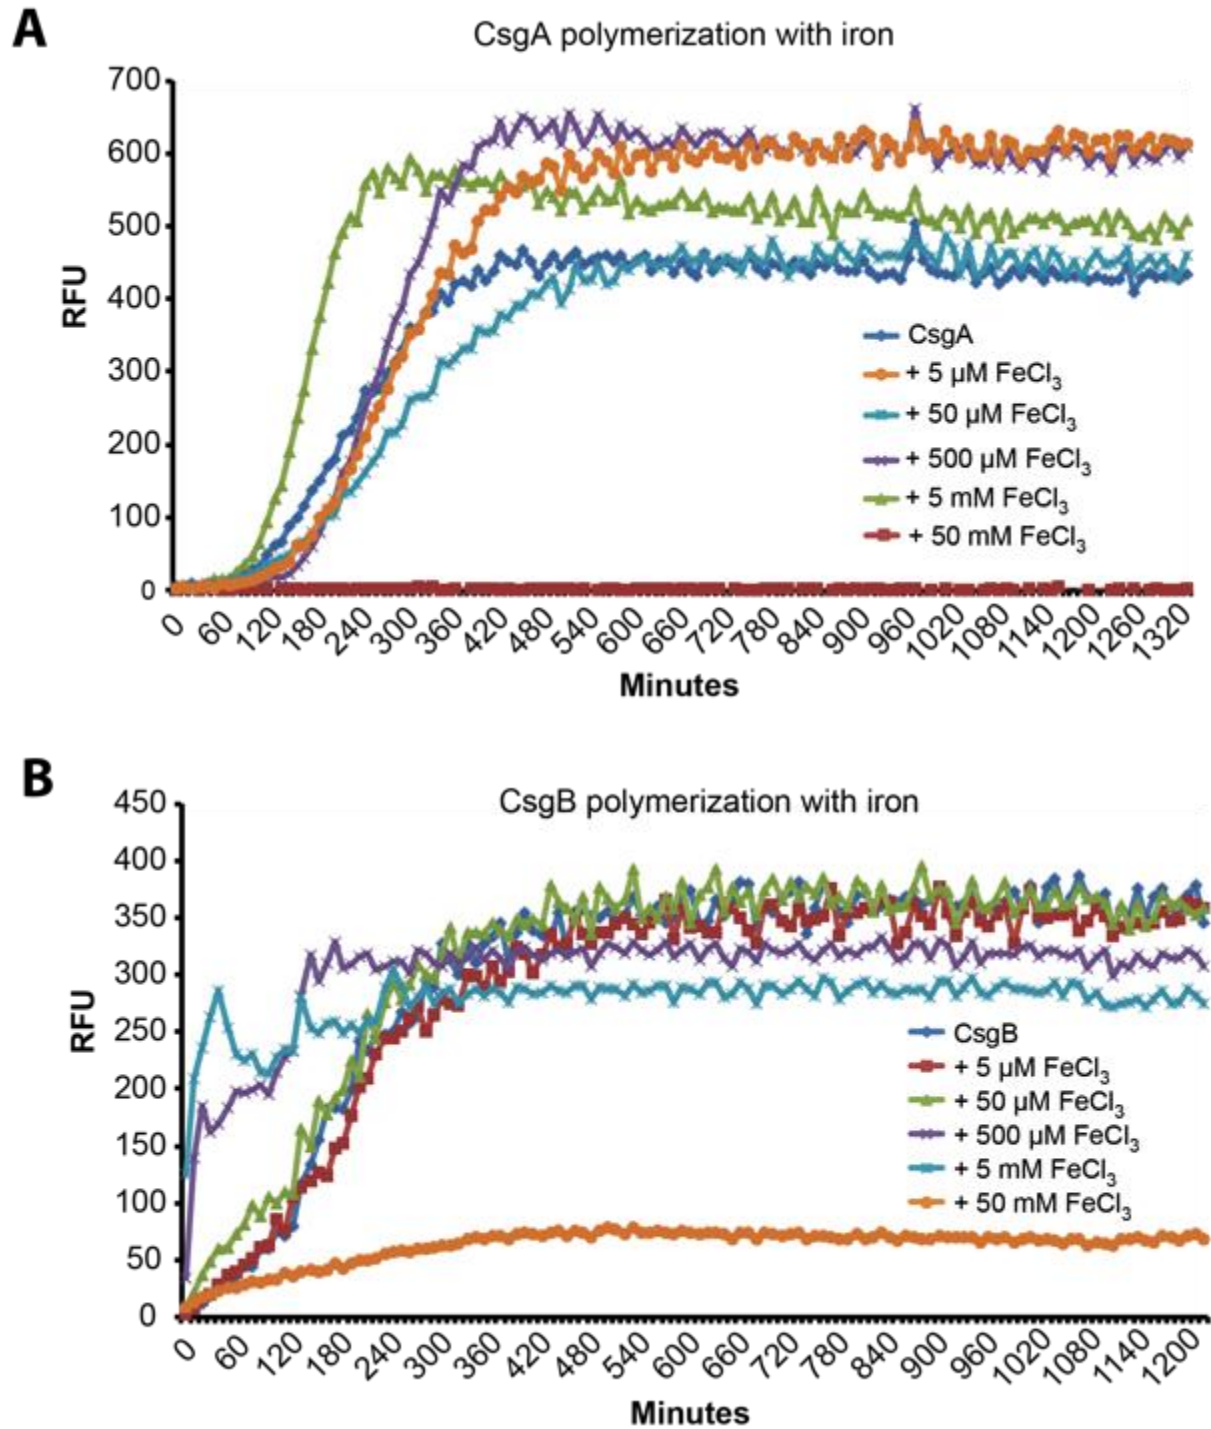 A
CsgA polymerization with iron
700
600
500
400
300
200
100
0
RFU
CsgA
+ 5 µM FeCl₃
+ 50 µM FeCl₃
+ 500 µM FeCl₃
+ 5 mM FeCl₃
+ 50 mM FeCl₃
0 60 120 180 240 300 360 420 480 540 600 660 720 780 840 900 960 1020 1080 1140 1200 1260 1320
Minutes
B
CsgB polymerization with iron
450
400
350
300
250
200
150
100
50
0
RFU
CsgB
+ 5 µM FeCl₃
+ 50 µM FeCl₃
+ 500 µM FeCl₃
+ 5 mM FeCl₃
+ 50 mM FeCl₃
0 60 120 180 240 300 360 420 480 540 600 660 720 780 840 900 960 1020 1080 1140 1200
Minutes